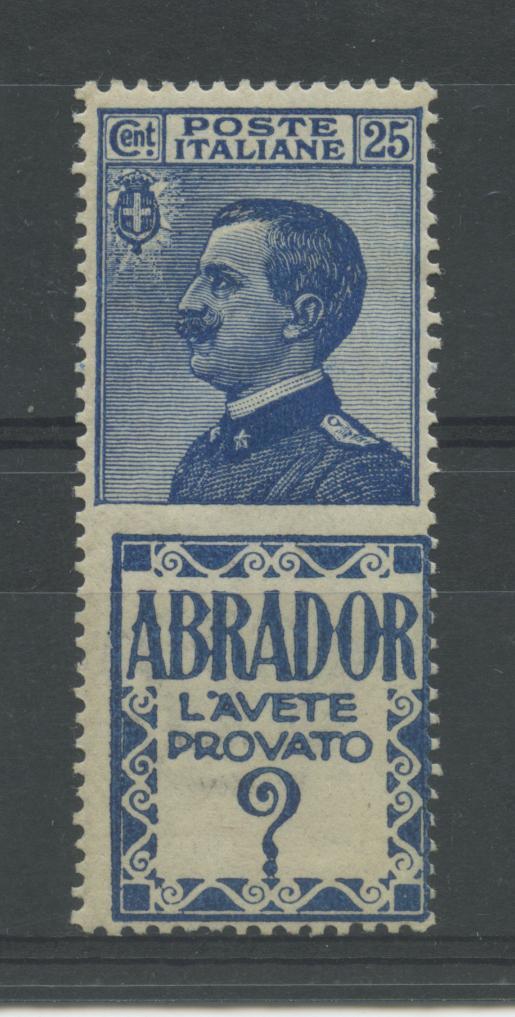 Cent. POSTE ITALIANE 25
ABRADOR
L'AVETE
PROVATO
?